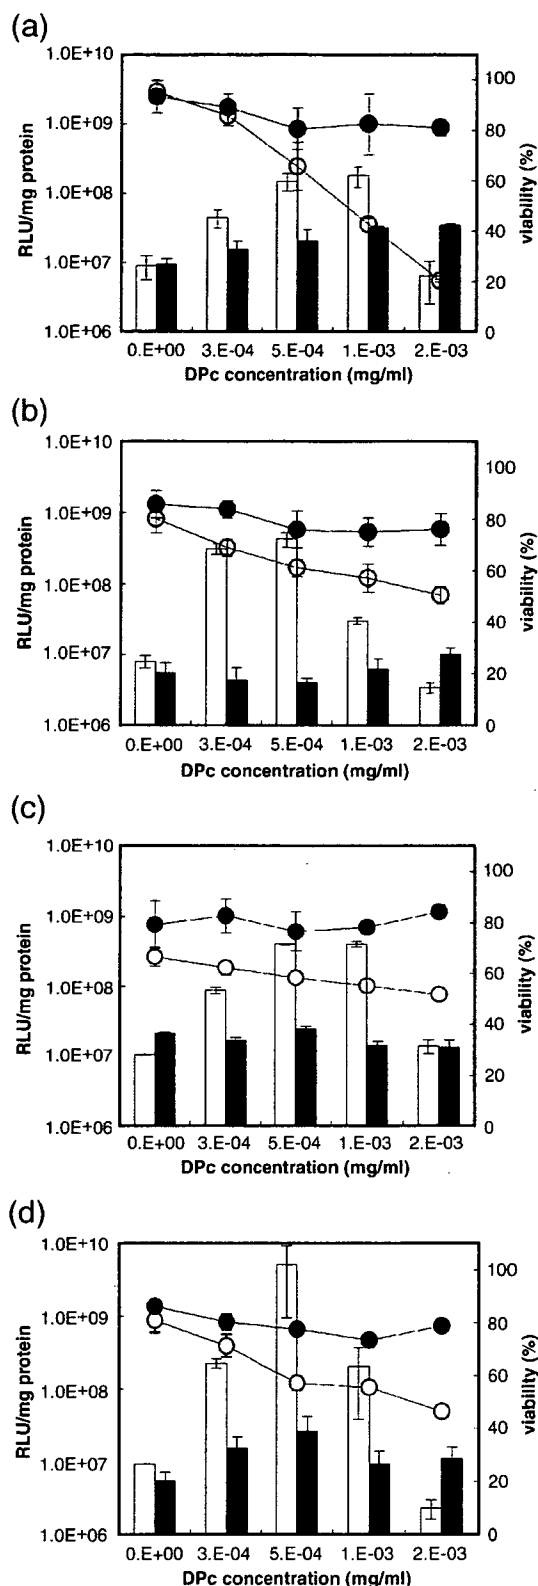 (a)
1.0E+10
1.0E+09
1.0E+08
1.0E+07
1.0E+06
RLU/mg protein
100
80
60
40
20
0
viability (%)
0.E+00 3.E-04 5.E-04 1.E-03 2.E-03
DPc concentration (mg/ml)
(b)
1.0E+10
1.0E+09
1.0E+08
1.0E+07
1.0E+06
RLU/mg protein
100
80
60
40
20
0
viability (%)
0.E+00 3.E-04 5.E-04 1.E-03 2.E-03
DPc concentration (mg/ml)
(c)
1.0E+10
1.0E+09
1.0E+08
1.0E+07
1.0E+06
RLU/mg protein
100
80
60
40
20
0
viability (%)
0.E+00 3.E-04 5.E-04 1.E-03 2.E-03
DPc concentration (mg/ml)
(d)
1.0E+10
1.0E+09
1.0E+08
1.0E+07
1.0E+06
RLU/mg protein
100
80
60
40
20
0
viability (%)
0.E+00 3.E-04 5.E-04 1.E-03 2.E-03
DPc concentration (mg/ml)